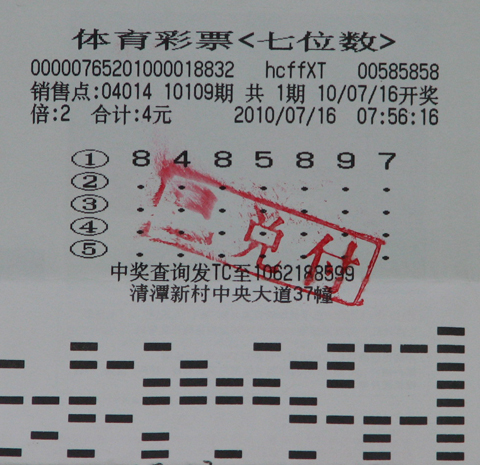 体育彩票<七位数>
00000765201000018832 hcffXT 00585858
销售点:04014 10109期 共 1期 10/07/16开奖
倍:2 合计:4元 2010/07/16 07:56:16
① 8 4 8 5 8 9 7
② . . . . . . .
③ . . . . . . .
④ . . . . . . .
⑤ . . . . . . .
兑付
中奖查询发TC至1062188599
清潭新村中央大道37幢